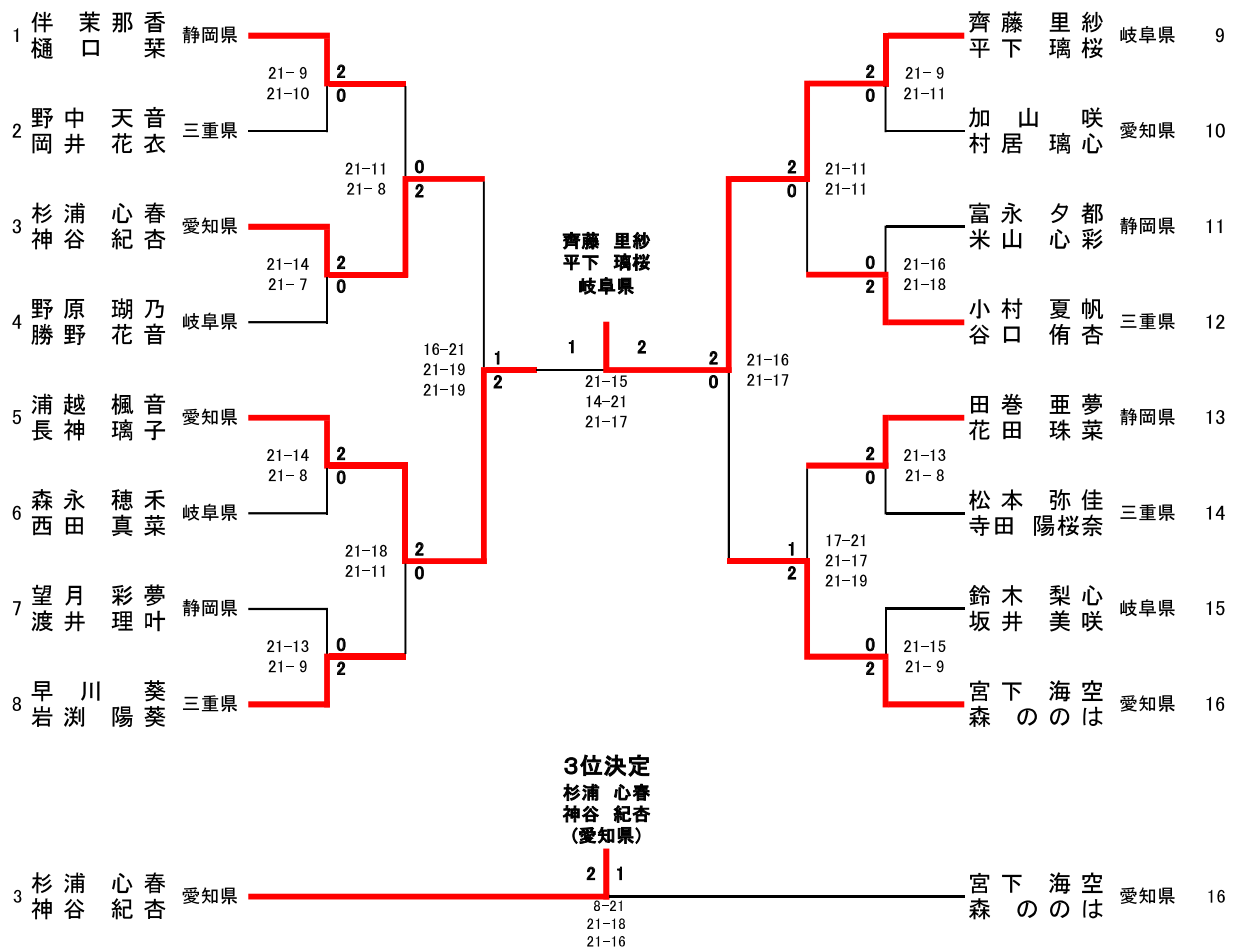 1 伴 茉那香 静岡県
樋口 栞
21-9
21-10
2
0
2 野中 天音 三重県
岡井 花衣
21-11
21-8
0
2
3 杉浦 心春 愛知県
神谷 紀杏
21-14
21-7
2
0
4 野原 瑚乃 岐阜県
勝野 花音
16-21
21-19
21-19
1
2
5 浦越 楓音 愛知県
長神 璃子
21-14
21-8
2
0
6 森永 穂禾 岐阜県
西田 真菜
21-18
21-11
2
0
7 望月 彩夢 静岡県
渡井 理叶
21-13
21-9
0
2
8 早川 葵 三重県
岩渕 陽葵
齊藤 里紗
平下 璃桜
岐阜県
1 2
21-15
14-21
21-17
齊藤 里紗 岐阜県 9
平下 璃桜
2
0
21-9
21-11
加山 咲 愛知県 10
村居 璃心
2
0
21-11
21-11
富永 夕都 静岡県 11
米山 心彩
0
2
21-16
21-18
小村 夏帆 三重県 12
谷口 侑杏
2
0
21-16
21-17
田巻 亜夢 静岡県 13
花田 珠菜
2
0
21-13
21-8
松本 弥佳 三重県 14
寺田 陽桜奈
1
2
17-21
21-17
21-19
鈴木 梨心 岐阜県 15
坂井 美咲
0
2
21-15
21-9
宮下 海空 愛知県 16
森 ののは
3位決定
杉浦 心春
神谷 紀杏
(愛知県)
2 1
3 杉浦 心春 愛知県
神谷 紀杏
8-21
21-18
21-16
宮下 海空 愛知県 16
森 ののは